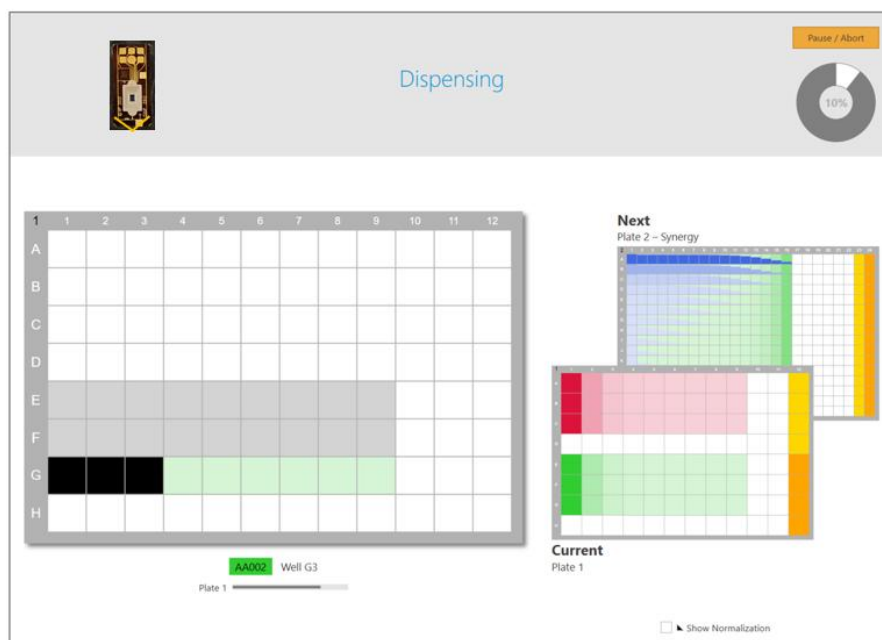 Pause / Abort
Dispensing
10%
1 1 2 3 4 5 6 7 8 9 10 11 12
A
B
C
D
E
F
G
H
AA002 Well G3
Plate 1
Next
Plate 2 – Synergy
Current
Plate 1
Show Normalization